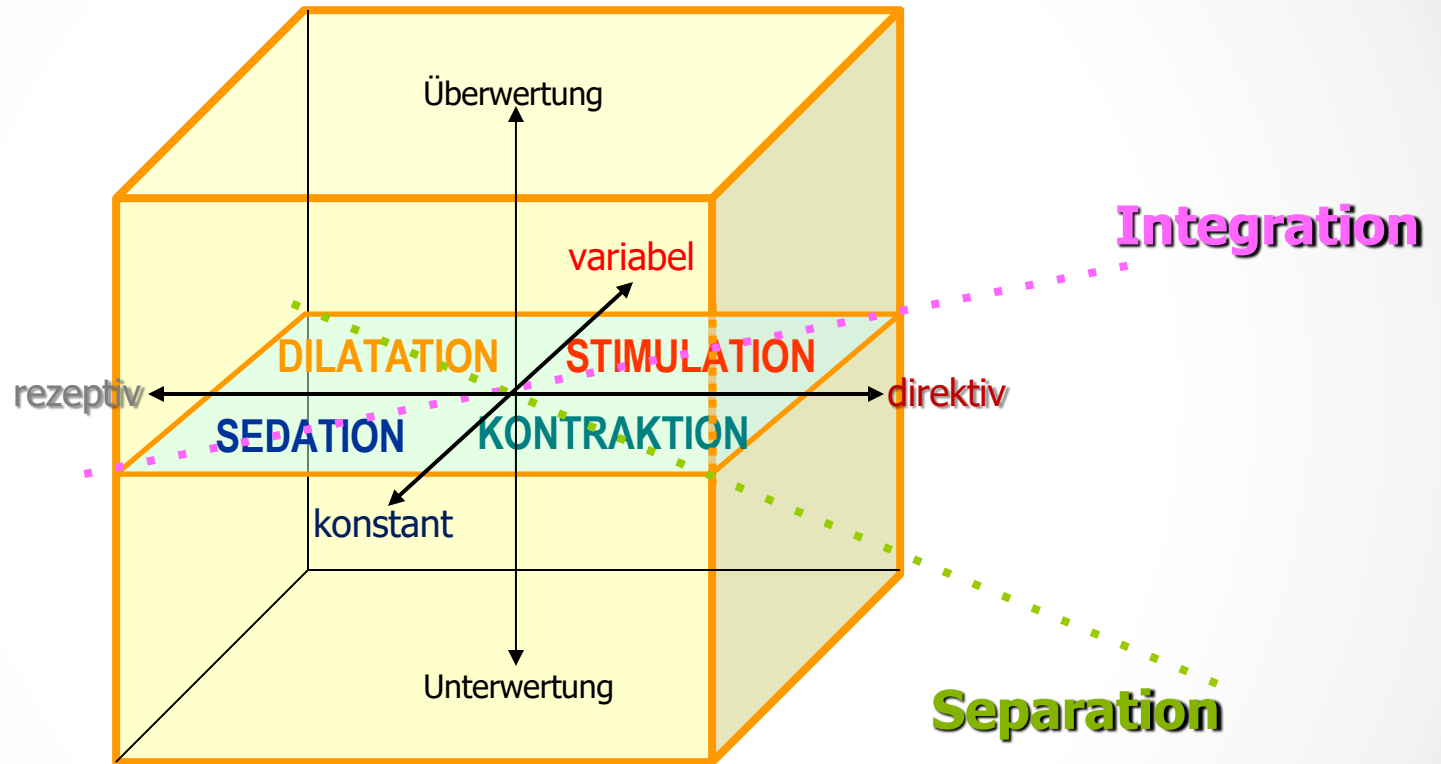 Überwertung
Integration
variabel
DILATATION STIMULATION
rezeptiv direktiv
SEDATION KONTRAKTION
konstant
Unterwertung
Separation